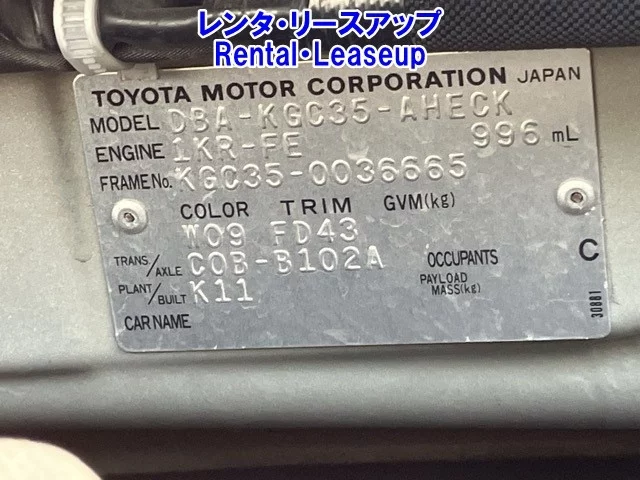 レンタ・リースアップ
Rental・Leaseup
TOYOTA MOTOR CORPORATION JAPAN
MODEL DBA-KGC35-AHECK
ENGINE 1KR-FE 996 mL
FRAME No. KGC35-0036665
COLOR TRIM GVM(kg)
W09 FD43
TRANS/AXLE C0B-B102A OCCUPANTS C
PLANT/BUILT K11 PAYLOAD MASS(kg)
CAR NAME
30881